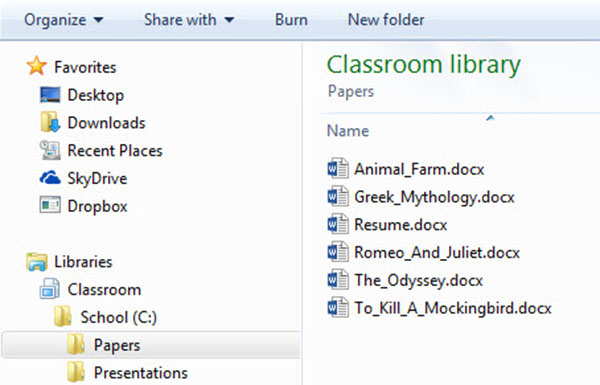 Organize Share with Burn New folder
Favorites
Desktop
Downloads
Recent Places
SkyDrive
Dropbox
Libraries
Classroom
School (C:)
Papers
Presentations
Classroom library
Papers
Name
Animal_Farm.docx
Greek_Mythology.docx
Resume.docx
Romeo_And_Juliet.docx
The_Odyssey.docx
To_Kill_A_Mockingbird.docx